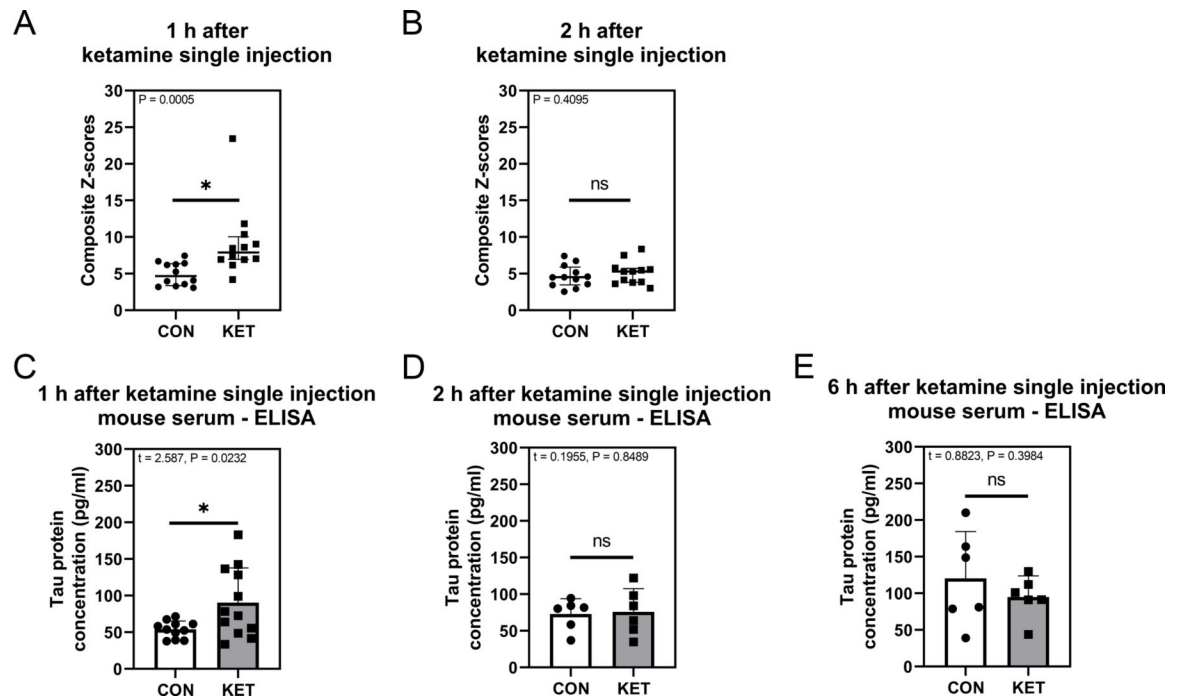 A
1 h after
ketamine single injection
P = 0.0005
Composite Z-scores
30
25
20
15
10
5
0
*
CON
KET
B
2 h after
ketamine single injection
P = 0.4095
Composite Z-scores
30
25
20
15
10
5
0
ns
CON
KET
C
1 h after ketamine single injection
mouse serum - ELISA
t = 2.587, P = 0.0232
Tau protein
concentration (pg/ml)
300
250
200
150
100
50
0
*
CON
KET
D
2 h after ketamine single injection
mouse serum - ELISA
t = 0.1955, P = 0.8489
Tau protein
concentration (pg/ml)
300
250
200
150
100
50
0
ns
CON
KET
E
6 h after ketamine single injection
mouse serum - ELISA
t = 0.8823, P = 0.3984
Tau protein
concentration (pg/ml)
300
250
200
150
100
50
0
ns
CON
KET